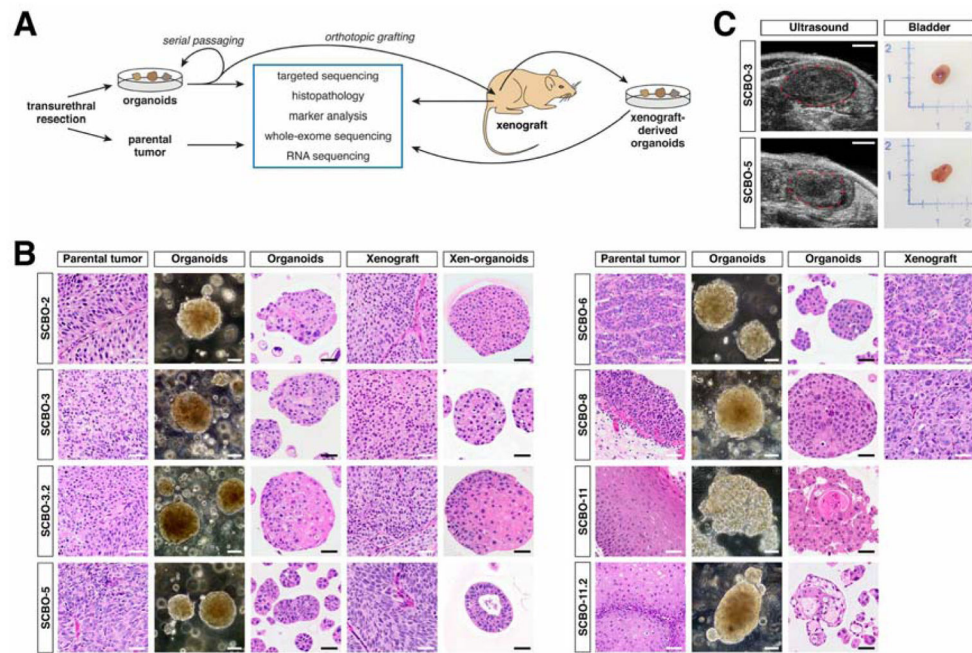 A
serial passaging
orthotopic grafting
transurethral
resection
organoids
parental
tumor
targeted sequencing
histopathology
marker analysis
whole-exome sequencing
RNA sequencing
xenograft
xenograft-
derived
organoids
C
Ultrasound
Bladder
SCBO-3
2
1
1
2
SCBO-5
2
1
1
2
B
Parental tumor
Organoids
Organoids
Xenograft
Xen-organoids
SCBO-2
SCBO-3
SCBO-3.2
SCBO-5
Parental tumor
Organoids
Organoids
Xenograft
SCBO-6
SCBO-8
SCBO-11
SCBO-11.2